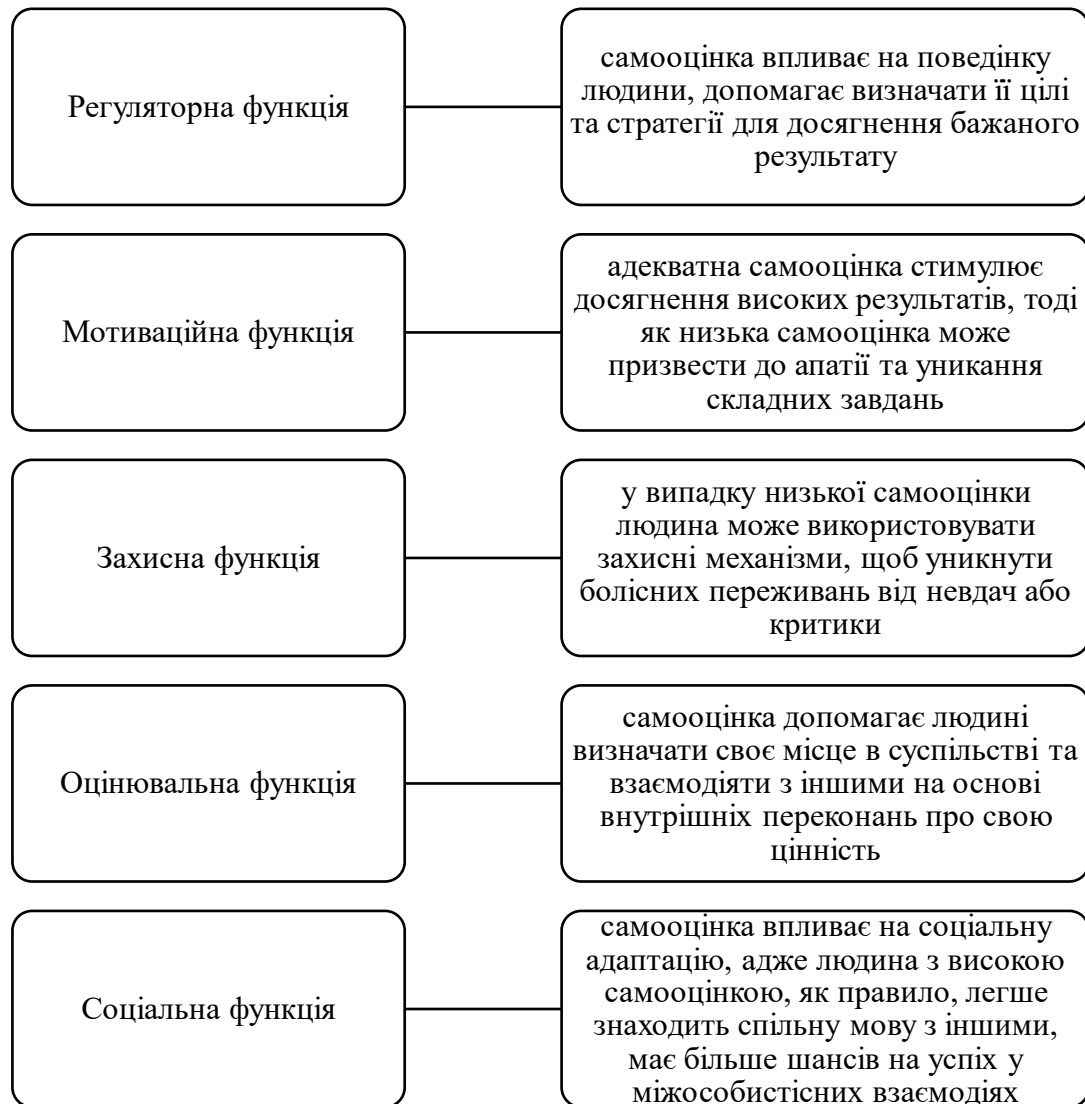 Регуляторна функція
самооцінка впливає на поведінку
людини, допомагає визначати її цілі
та стратегії для досягнення бажаного
результату
Мотиваційна функція
адекватна самооцінка стимулює
досягнення високих результатів, тоді
як низька самооцінка може
призвести до апатії та уникання
складних завдань
Захисна функція
у випадку низької самооцінки
людина може використовувати
захисні механізми, щоб уникнути
болісних переживань від невдач або
критики
Оцінювальна функція
самооцінка допомагає людині
визначати своє місце в суспільстві та
взаємодіяти з іншими на основі
внутрішніх переконань про свою
цінність
Соціальна функція
самооцінка впливає на соціальну
адаптацію, адже людина з високою
самооцінкою, як правило, легше
знаходить спільну мову з іншими,
має більше шансів на успіх у
міжособистісних взаємодіях